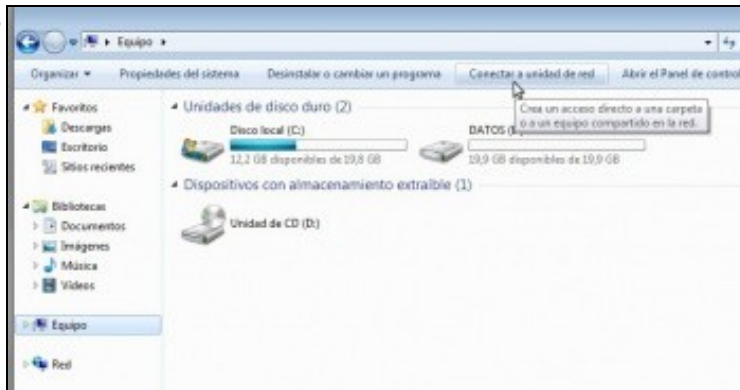 Equipo
Organizar Propiedades del sistema Desinstalar o cambiar un programa Conectar a unidad de red Abrir el Panel de control
Favoritos
Descargas
Escritorio
Sitios recientes
Bibliotecas
Documentos
Imágenes
Música
Vídeos
Equipo
Red
Unidades de disco duro (2)
Disco local (C:)
12,2 GB disponibles de 19,8 GB
DATOS
19,9 GB disponibles de 19,9 GB
Crea un acceso directo a una carpeta
o a un equipo compartido en la red.
Dispositivos con almacenamiento extraíble (1)
Unidad de CD (D:)